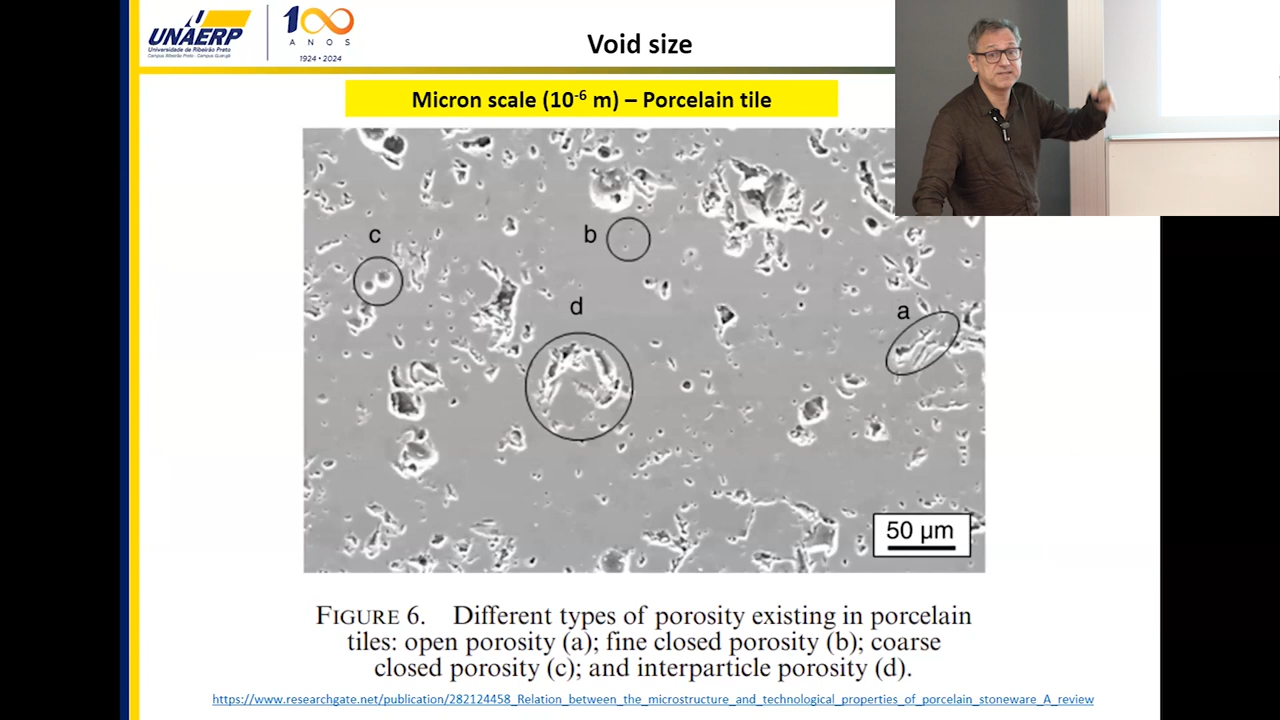 UNAERP
Universidade de Ribeirão Preto
Campus Ribeirão Preto - Campus Guarujá
100
ANOS
1924 • 2024
Void size
Micron scale (10⁻⁶ m) – Porcelain tile
c
b
d
a
50 µm
FIGURE 6. Different types of porosity existing in porcelain
tiles: open porosity (a); fine closed porosity (b); coarse
closed porosity (c); and interparticle porosity (d).
https://www.researchgate.net/publication/282124458_Relation_between_the_microstructure_and_technological_properties_of_porcelain_stoneware_A_review